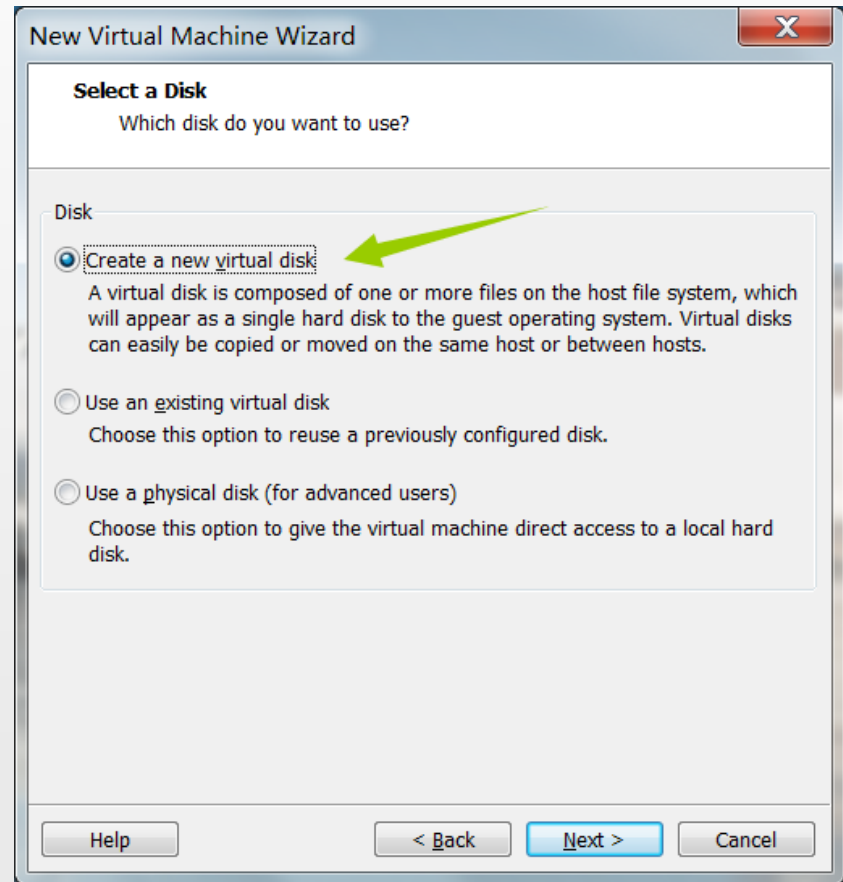 New Virtual Machine Wizard
X
Select a Disk
Which disk do you want to use?
Disk
Create a new virtual disk
A virtual disk is composed of one or more files on the host file system, which
will appear as a single hard disk to the guest operating system. Virtual disks
can easily be copied or moved on the same host or between hosts.
Use an existing virtual disk
Choose this option to reuse a previously configured disk.
Use a physical disk (for advanced users)
Choose this option to give the virtual machine direct access to a local hard
disk.
Help
< Back
Next >
Cancel